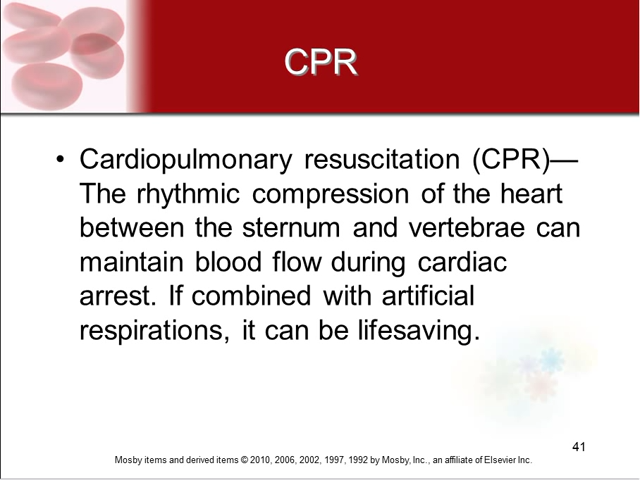 CPR
• Cardiopulmonary resuscitation (CPR)—
The rhythmic compression of the heart
between the sternum and vertebrae can
maintain blood flow during cardiac
arrest. If combined with artificial
respirations, it can be lifesaving.
41
Mosby items and derived items © 2010, 2006, 2002, 1997, 1992 by Mosby, Inc., an affiliate of Elsevier Inc.